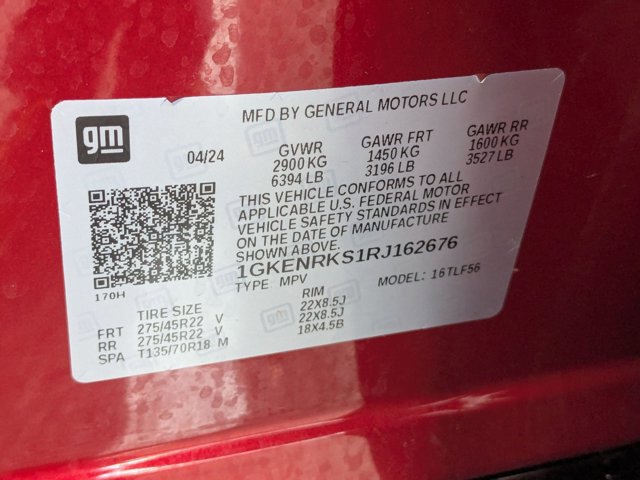 MFD BY GENERAL MOTORS LLC
gm
04/24 GVWR GAWR FRT GAWR RR
2900 KG 1450 KG 1600 KG
6394 LB 3196 LB 3527 LB
THIS VEHICLE CONFORMS TO ALL
APPLICABLE U.S. FEDERAL MOTOR
VEHICLE SAFETY STANDARDS IN EFFECT
ON THE DATE OF MANUFACTURE
SHOWN ABOVE.
1GKENRKS1RJ162676
170H TYPE: MPV MODEL: 16TLF56
TIRE SIZE RIM
FRT 275/45R22 V 22X8.5J
RR 275/45R22 V 22X8.5J
SPA T135/70R18 M 18X4.5B